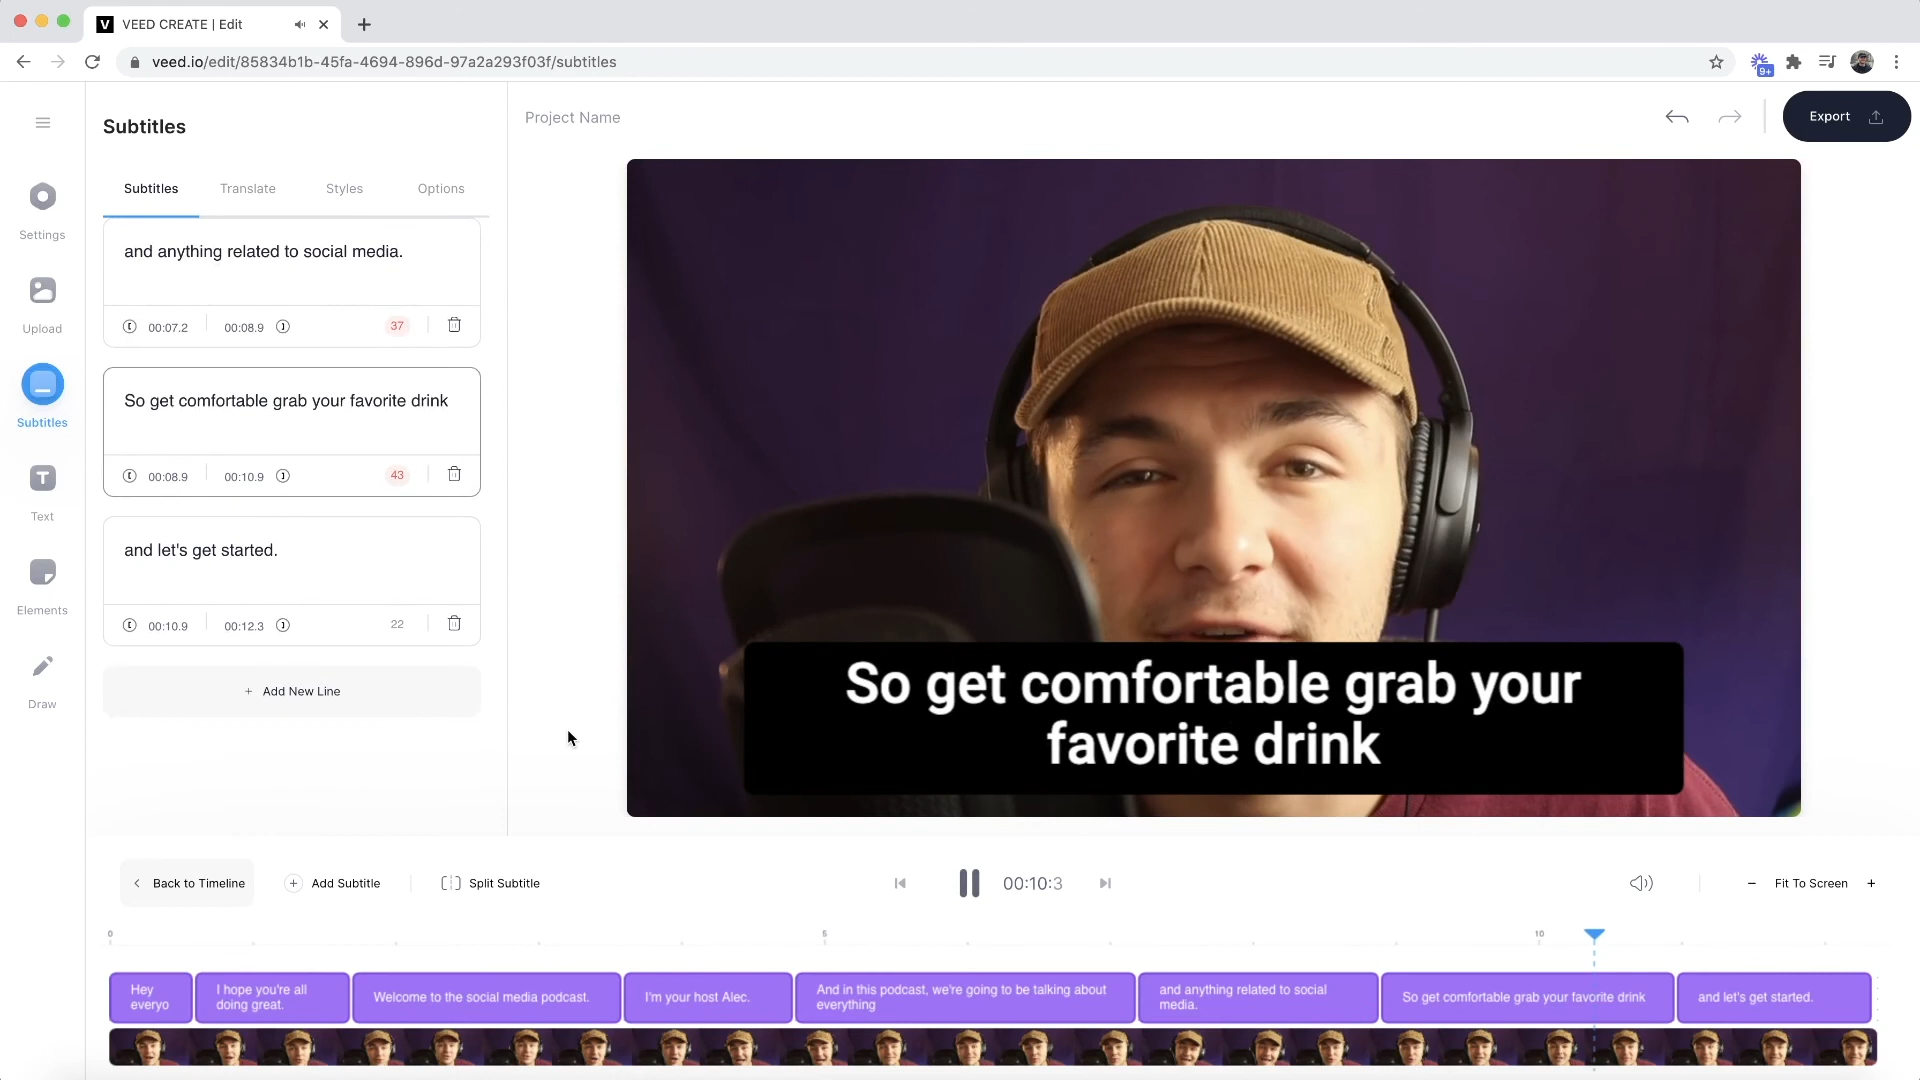 VEED CREATE | Edit
veed.io/edit/85834b1b-45fa-4694-896d-97a2a293f03f/subtitles
9+
Subtitles
Project Name
Export
Subtitles
Translate
Styles
Options
Settings
Upload
Subtitles
Text
Elements
Draw
and anything related to social media.
00:07.2
00:08.9
37
So get comfortable grab your favorite drink
00:08.9
00:10.9
43
and let's get started.
00:10.9
00:12.3
22
+ Add New Line
So get comfortable grab your
favorite drink
Back to Timeline
Add Subtitle
Split Subtitle
00:10:3
Fit To Screen
0
5
10
Hey
everyo
I hope you're all
doing great.
Welcome to the social media podcast.
I'm your host Alec.
And in this podcast, we're going to be talking about
everything
and anything related to social
media.
So get comfortable grab your favorite drink
and let's get started.